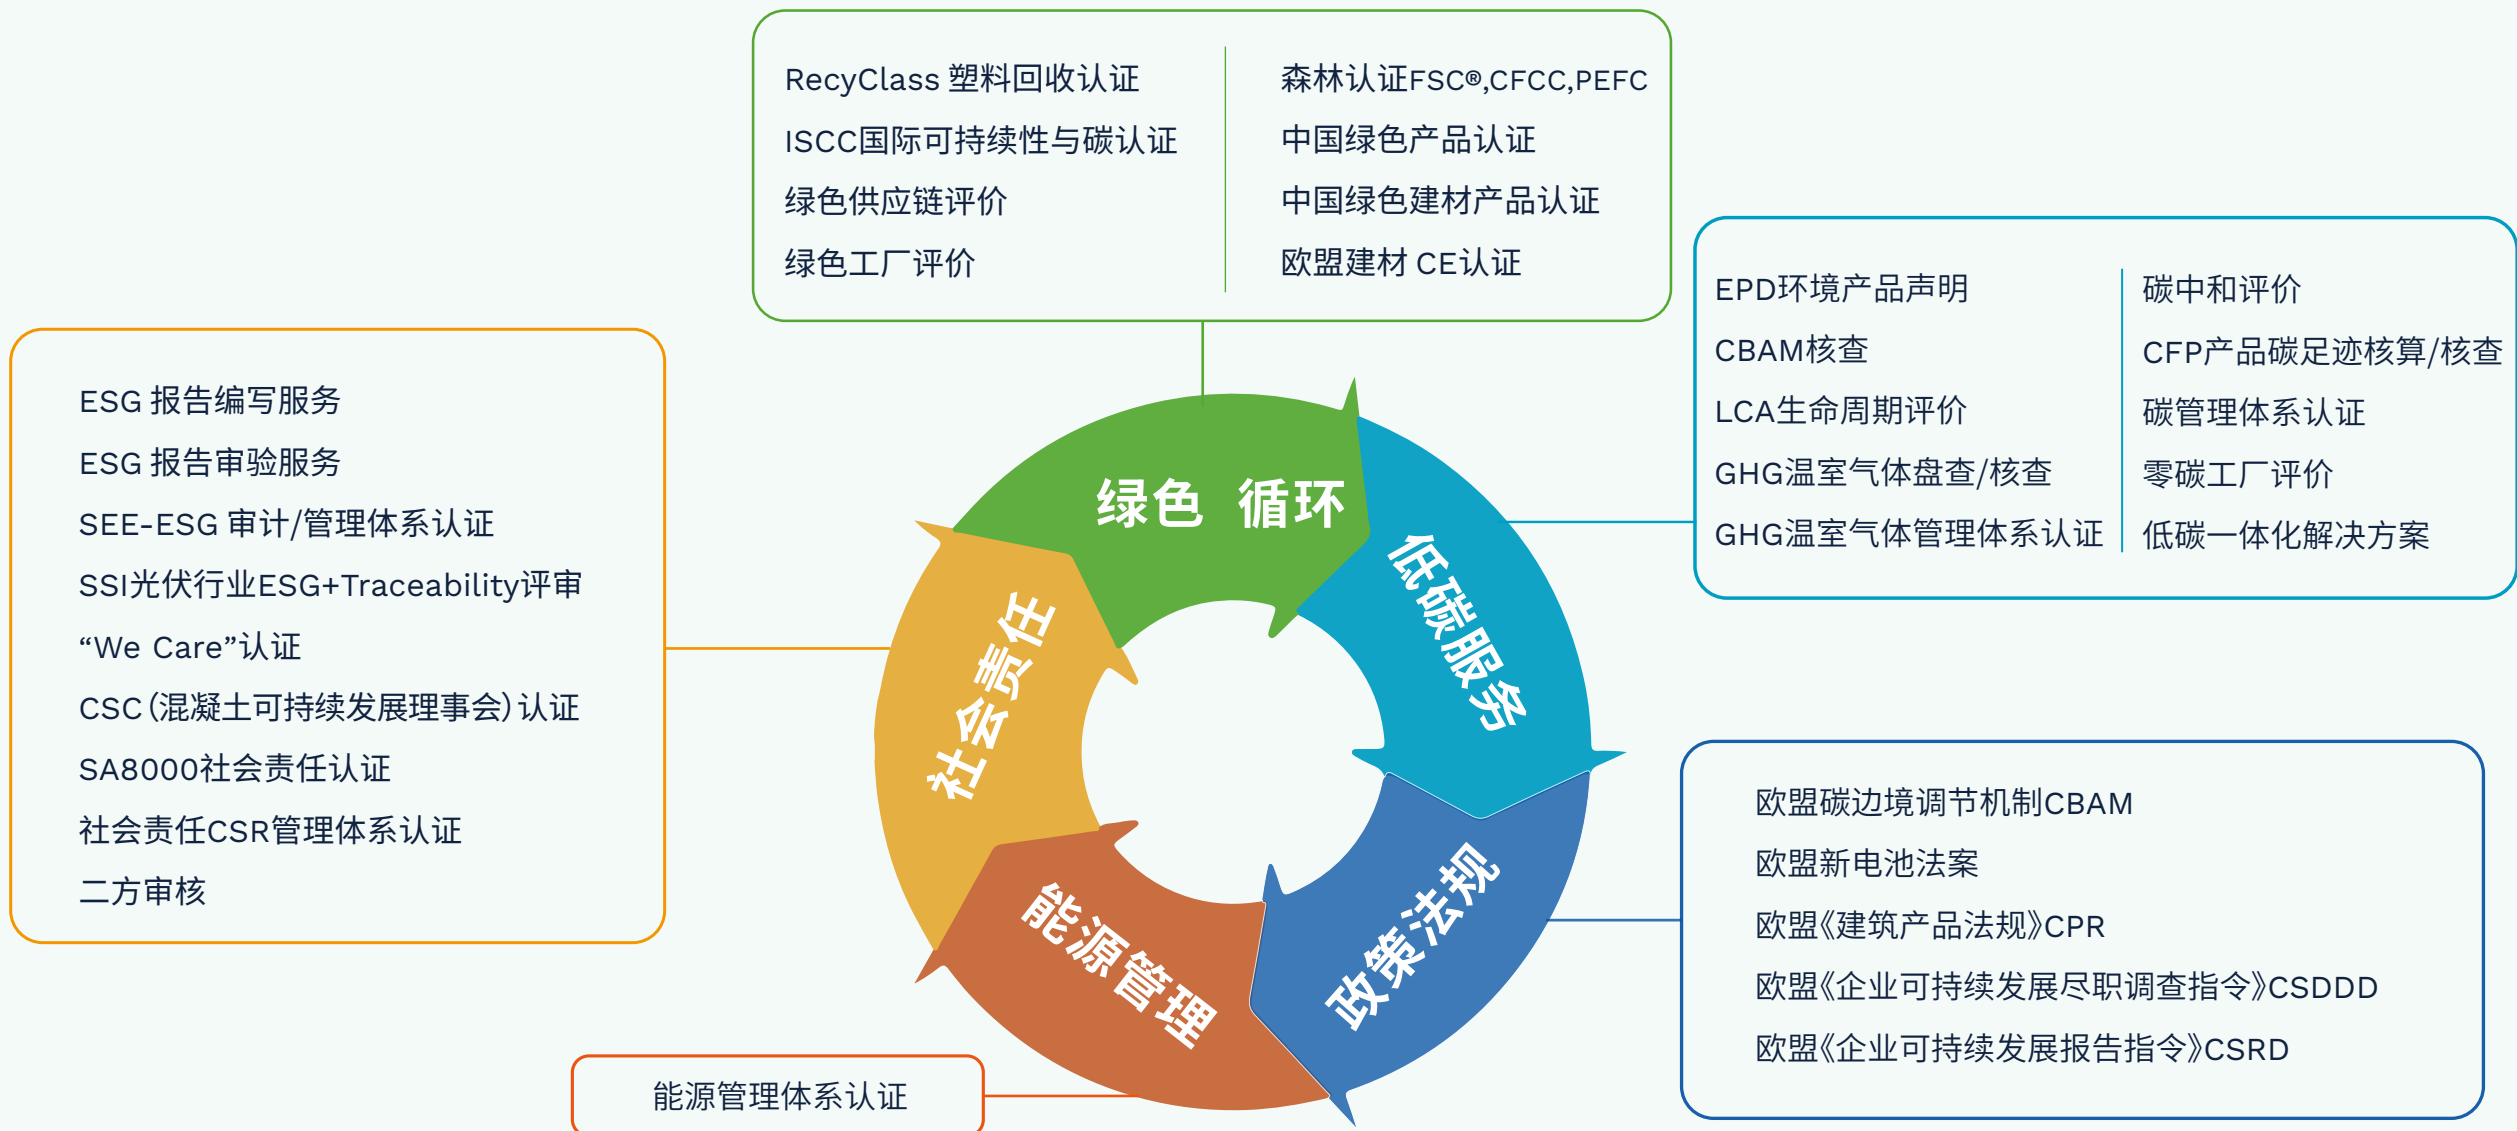 RecyClass 塑料回收认证
ISCC国际可持续性与碳认证
绿色供应链评价
绿色工厂评价
森林认证FSC®,CFCC,PEFC
中国绿色产品认证
中国绿色建材产品认证
欧盟建材 CE认证
EPD环境产品声明
CBAM核查
LCA生命周期评价
GHG温室气体盘查/核查
GHG温室气体管理体系认证
碳中和评价
CFP产品碳足迹核算/核查
碳管理体系认证
零碳工厂评价
低碳一体化解决方案
ESG 报告编写服务
ESG 报告审验服务
SEE-ESG 审计/管理体系认证
SSI光伏行业ESG+Traceability评审
“We Care”认证
CSC（混凝土可持续发展理事会）认证
SA8000社会责任认证
社会责任CSR管理体系认证
二方审核
绿色 循环
低碳服务
社会责任
能源管理
政策法规
欧盟碳边境调节机制CBAM
欧盟新电池法案
欧盟《建筑产品法规》CPR
欧盟《企业可持续发展尽职调查指令》CSDDD
欧盟《企业可持续发展报告指令》CSRD
能源管理体系认证